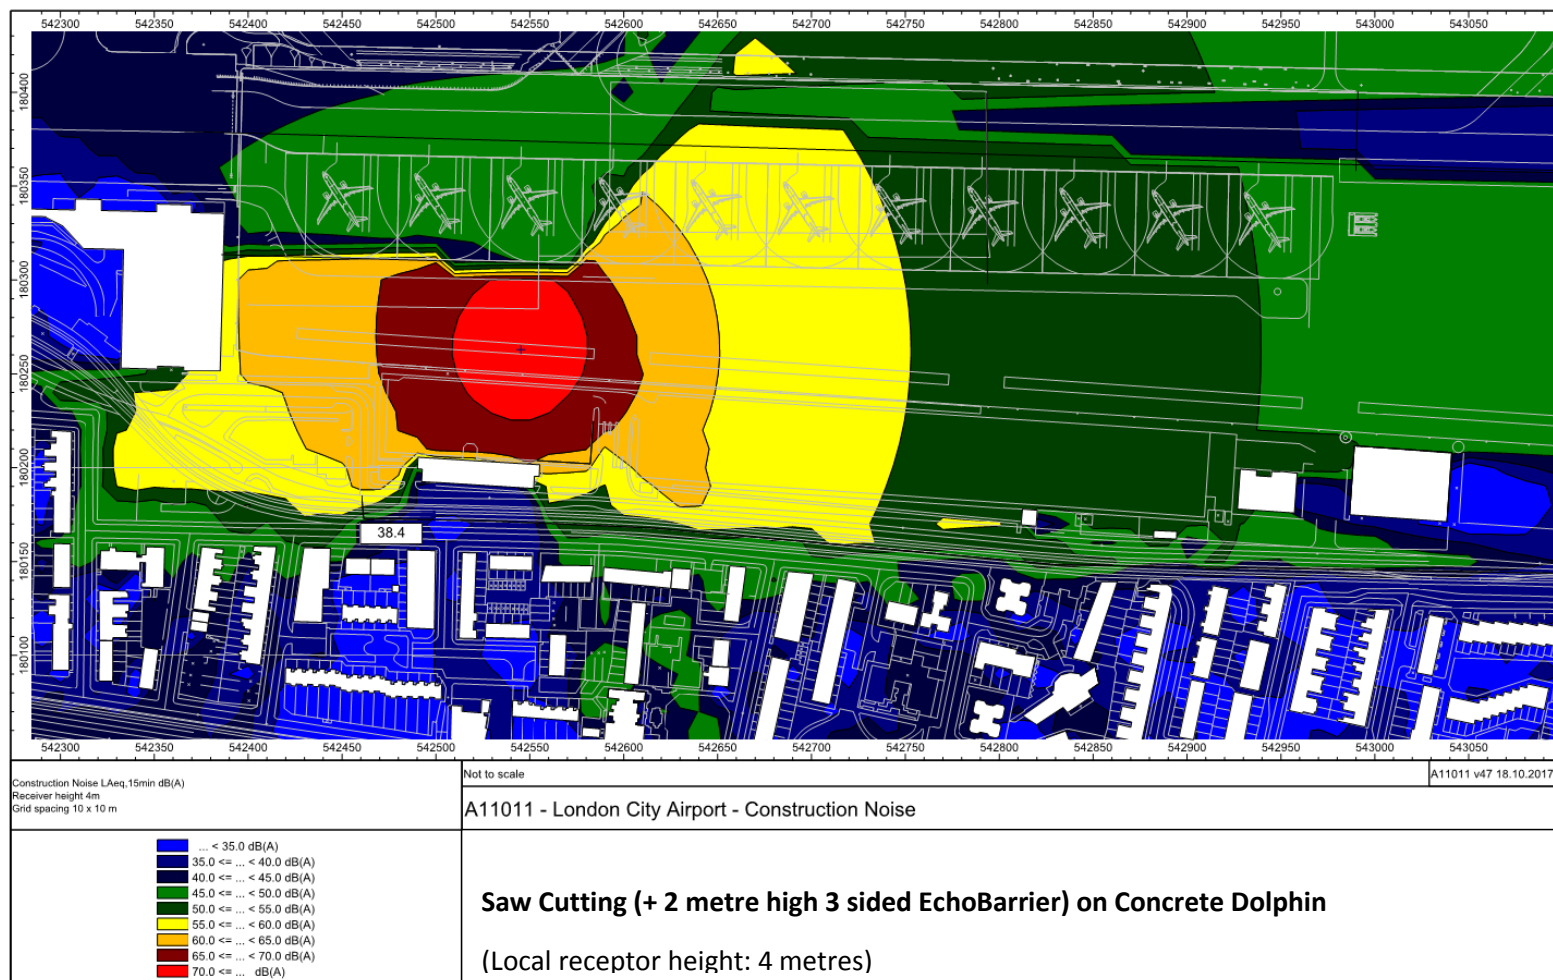 542300 542350 542400 542450 542500 542550 542600 542650 542700 542750 542800 542850 542900 542950 543000 543050
180400
180350
180300
180250
180200
180150
180100
38.4
542300 542350 542400 542450 542500 542550 542600 542650 542700 542750 542800 542850 542900 542950 543000 543050
Construction Noise LAeq,15min dB(A)
Receiver height 4m
Grid spacing 10 x 10 m
Not to scale
A11011 v47 18.10.2017
A11011 - London City Airport - Construction Noise
... < 35.0 dB(A)
35.0 <= ... < 40.0 dB(A)
40.0 <= ... < 45.0 dB(A)
45.0 <= ... < 50.0 dB(A)
50.0 <= ... < 55.0 dB(A)
55.0 <= ... < 60.0 dB(A)
60.0 <= ... < 65.0 dB(A)
65.0 <= ... < 70.0 dB(A)
70.0 <= ... dB(A)
Saw Cutting (+ 2 metre high 3 sided EchoBarrier) on Concrete Dolphin
(Local receptor height: 4 metres)